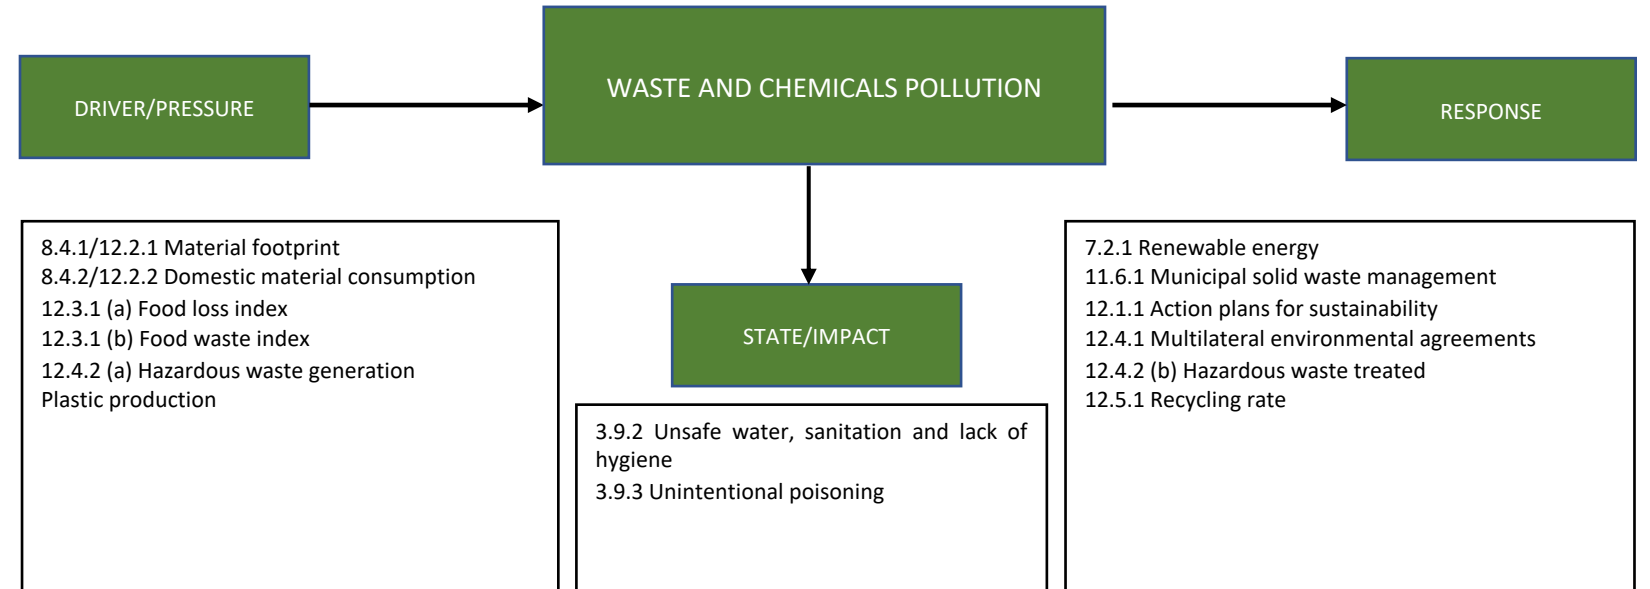 DRIVER/PRESSURE
WASTE AND CHEMICALS POLLUTION
RESPONSE
8.4.1/12.2.1 Material footprint
8.4.2/12.2.2 Domestic material consumption
12.3.1 (a) Food loss index
12.3.1 (b) Food waste index
12.4.2 (a) Hazardous waste generation
Plastic production
STATE/IMPACT
3.9.2 Unsafe water, sanitation and lack of
hygiene
3.9.3 Unintentional poisoning
7.2.1 Renewable energy
11.6.1 Municipal solid waste management
12.1.1 Action plans for sustainability
12.4.1 Multilateral environmental agreements
12.4.2 (b) Hazardous waste treated
12.5.1 Recycling rate